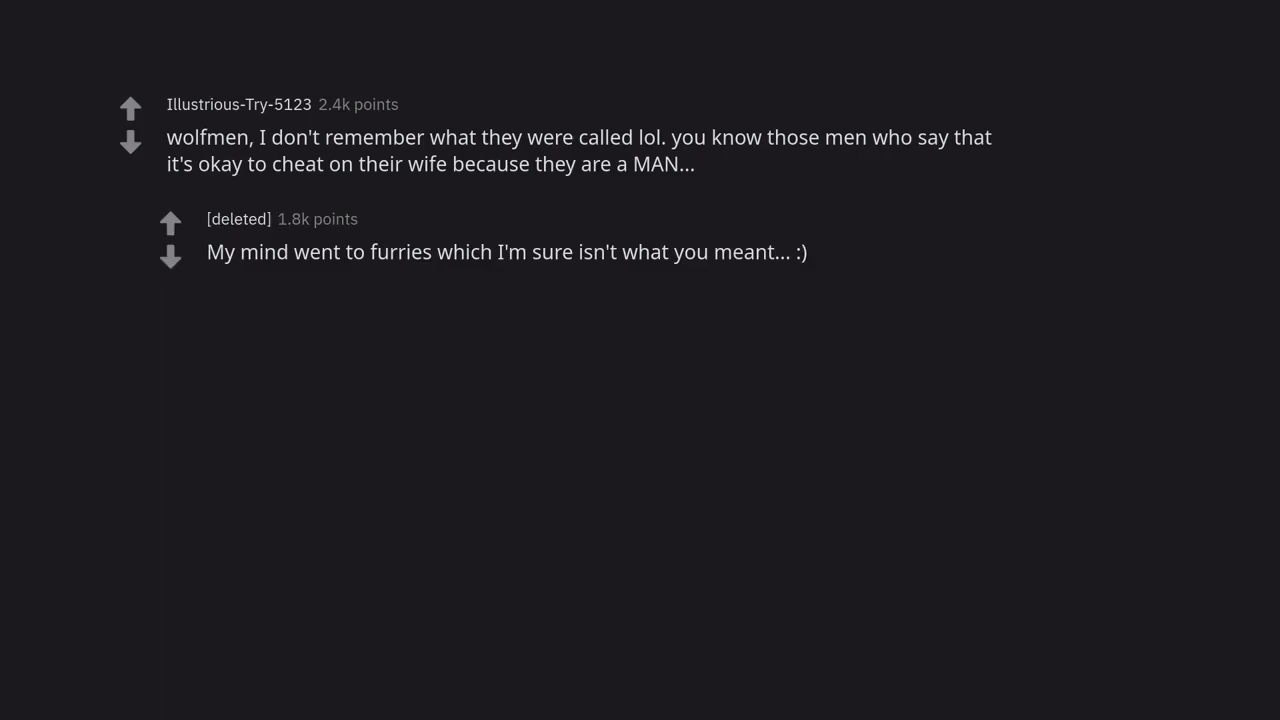 Illustrious-Try-5123 2.4k points
wolfmen, I don't remember what they were called lol. you know those men who say that
it's okay to cheat on their wife because they are a MAN...
[deleted] 1.8k points
My mind went to furries which I'm sure isn't what you meant... :)